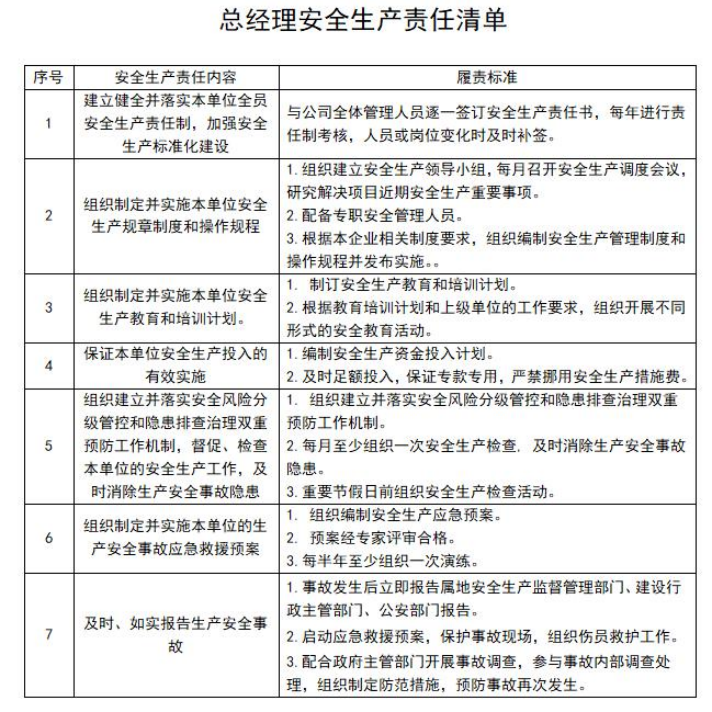 总经理安全生产责任清单
序号 安全生产责任内容 履责标准
1
建立健全并落实本单位全员
安全生产责任制，加强安全
生产标准化建设
与公司全体管理人员逐一签订安全生产责任书，每年进行责
任制考核，人员或岗位变化时及时补签。
2
组织制定并实施本单位安全
生产规章制度和操作规程
1.组织建立安全生产领导小组，每月召开安全生产调度会议，
研究解决项目近期安全生产重要事项。
2.配备专职安全管理人员。
3.根据本企业相关制度要求，组织编制安全生产管理制度和
操作规程并发布实施。。
3
组织制定并实施本单位安全
生产教育和培训计划。
1. 制订安全生产教育和培训计划。
2.根据教育培训计划和上级单位的工作要求，组织开展不同
形式的安全教育活动。
4
保证本单位安全生产投入的
有效实施
1.编制安全生产资金投入计划。
2.及时足额投入，保证专款专用，严禁挪用安全生产措施费。
5
组织建立并落实安全风险分
级管控和隐患排查治理双重
预防工作机制，督促、检查
本单位的安全生产工作，及
时消除生产安全事故隐患
1. 组织建立并落实安全风险分级管控和隐患排查治理双重
预防工作机制。
2.每月至少组织一次安全生产检查，及时消除生产安全事故
隐患。
3.重要节假日前组织安全生产检查活动。
6
组织制定并实施本单位的生
产安全事故应急救援预案
1. 组织编制安全生产应急预案。
2. 预案经专家评审合格。
3.每半年至少组织一次演练。
7
及时、如实报告生产安全事
故
1.事故发生后立即报告属地安全生产监督管理部门、建设行
政主管部门、公安部门报告。
2.启动应急救援预案，保护事故现场，组织伤员救护工作。
3.配合政府主管部门开展事故调查，参与事故内部调查处
理，组织制定防范措施，预防事故再次发生。